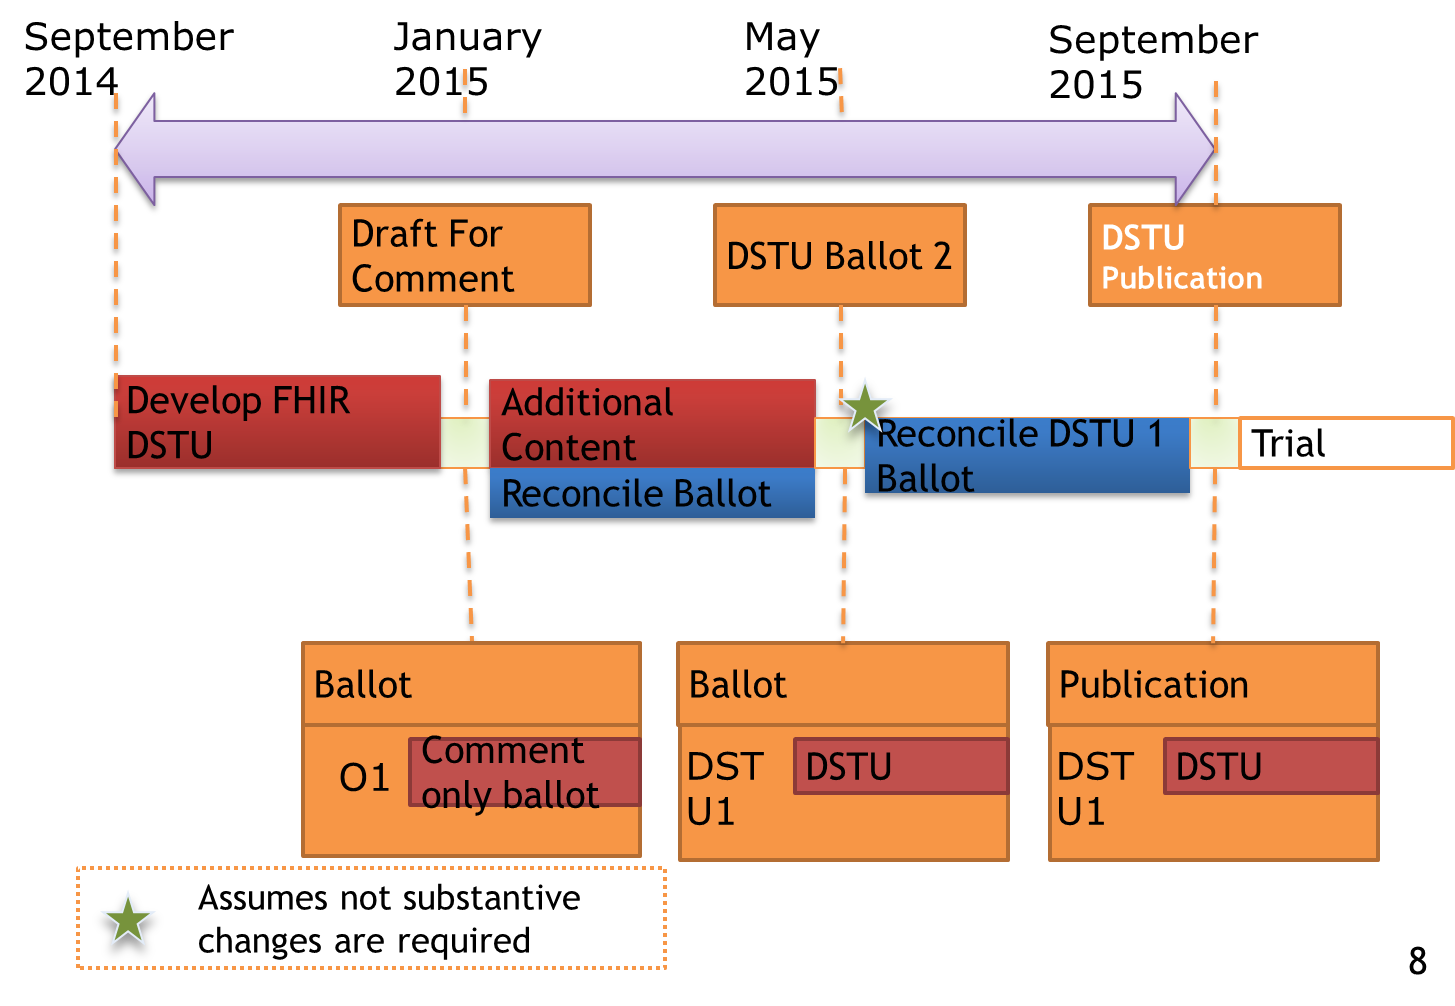 September
2014
January
2015
May
2015
September
2015
Draft For
Comment
DSTU Ballot 2
DSTU
Publication
Develop FHIR
DSTU
Additional
Content
Reconcile Ballot
Reconcile DSTU 1
Ballot
Trial
Ballot
O1
Comment
only ballot
Ballot
DST
U1
DSTU
Publication
DST
U1
DSTU
Assumes not substantive
changes are required
8